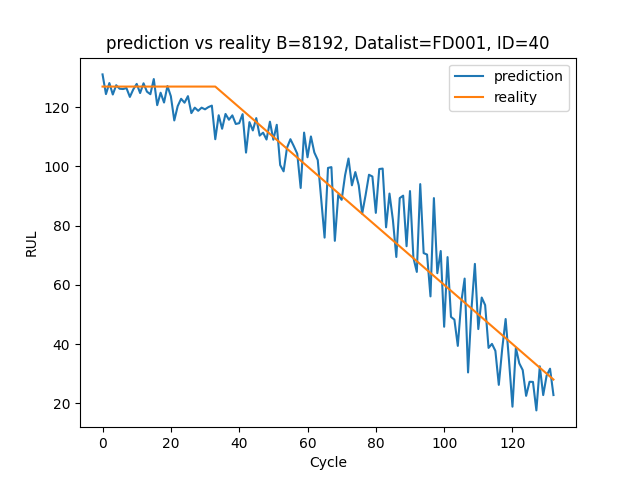 prediction vs reality B=8192, Datalist=FD001, ID=40
prediction
reality
RUL
120
100
80
60
40
20
0 20 40 60 80 100 120
Cycle